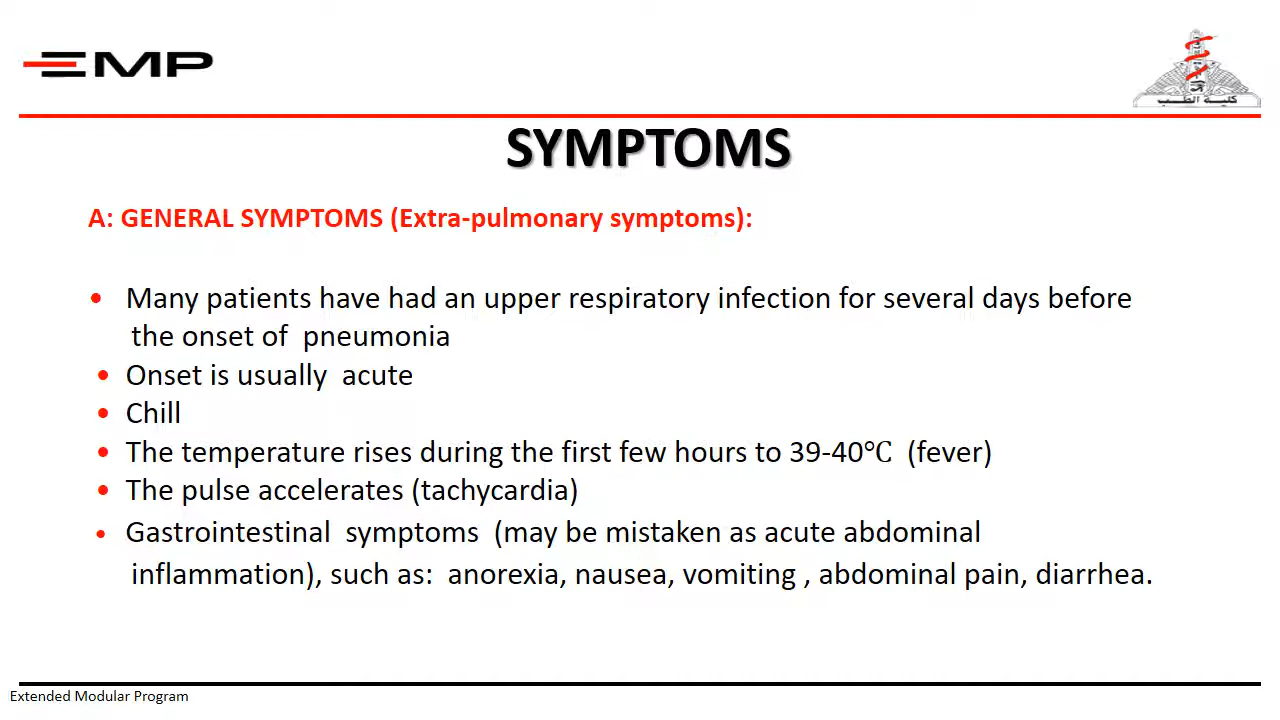 EMP
كلية الطب
SYMPTOMS
A: GENERAL SYMPTOMS (Extra-pulmonary symptoms):
• Many patients have had an upper respiratory infection for several days before
the onset of pneumonia
• Onset is usually acute
• Chill
• The temperature rises during the first few hours to 39-40℃ (fever)
• The pulse accelerates (tachycardia)
• Gastrointestinal symptoms (may be mistaken as acute abdominal
inflammation), such as: anorexia, nausea, vomiting , abdominal pain, diarrhea.
Extended Modular Program